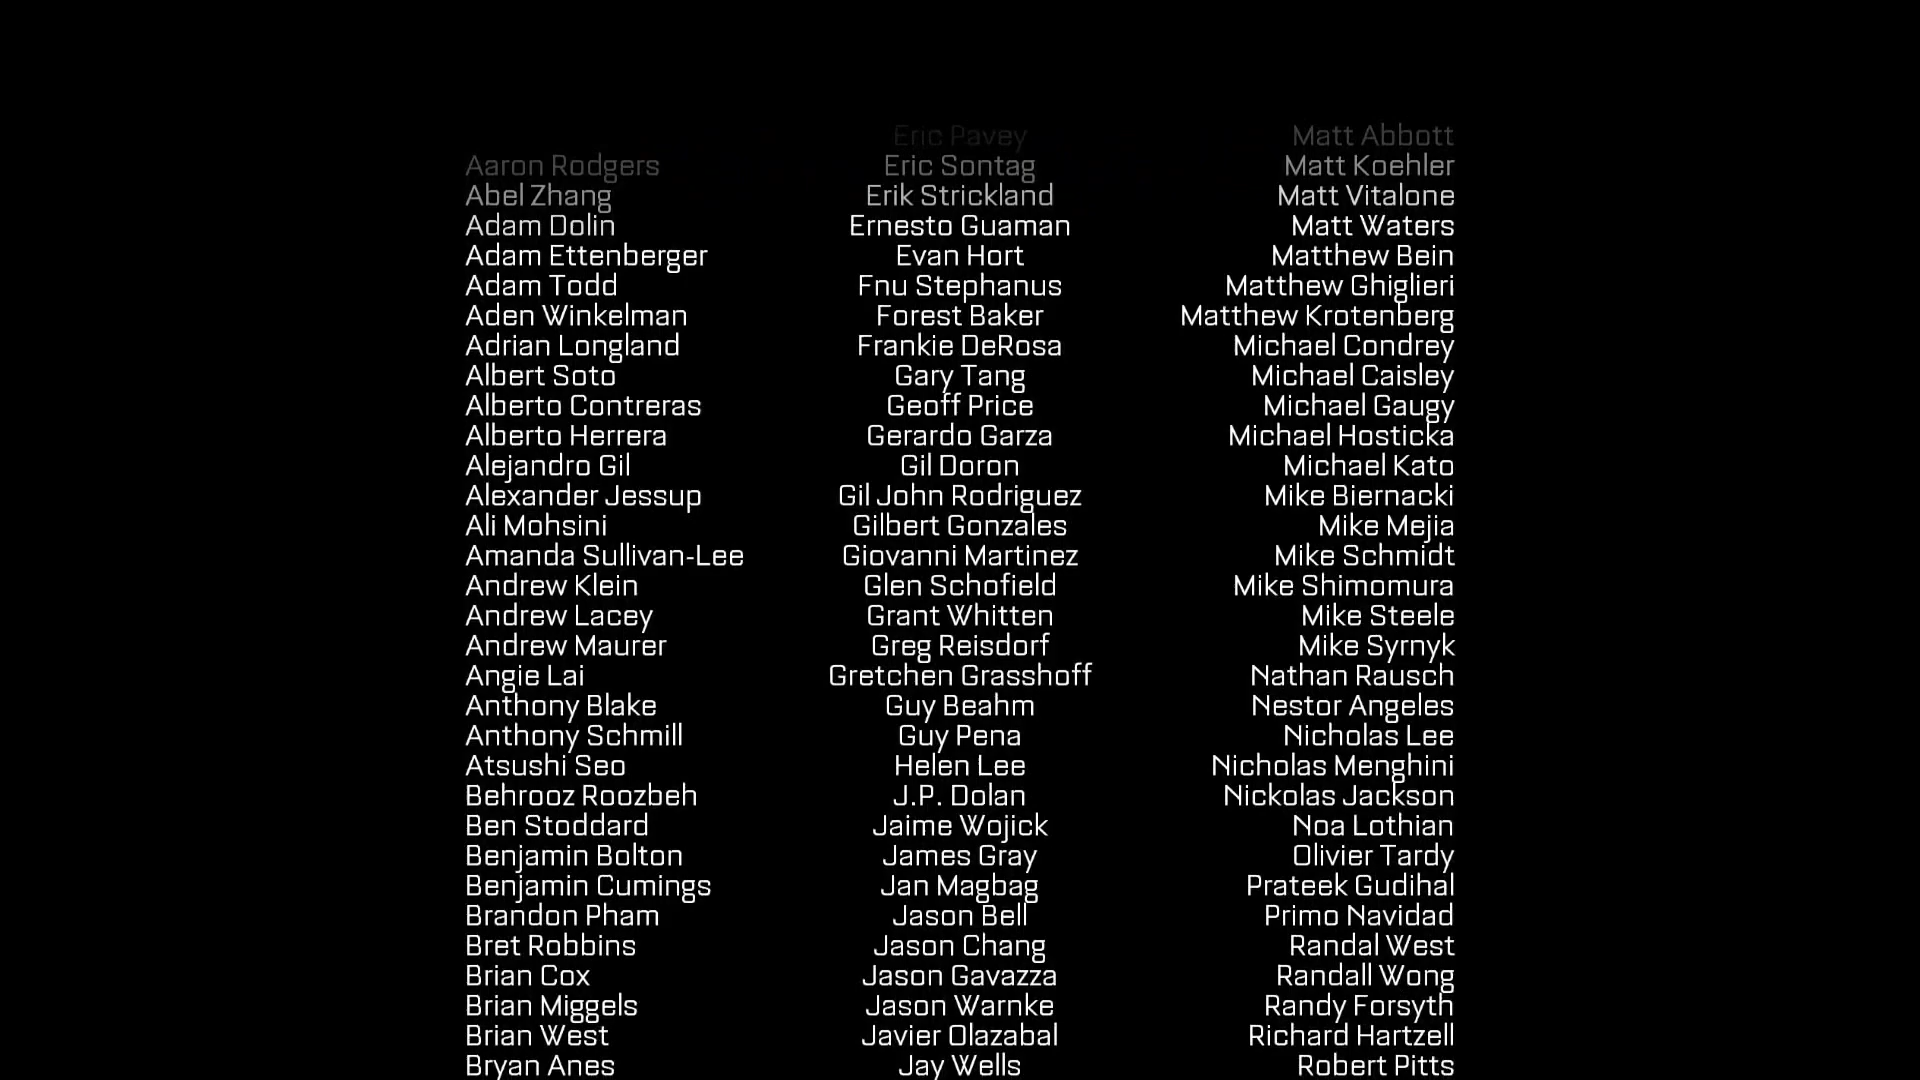 Eric Pavey Matt Abbott
Aaron Rodgers Eric Sontag Matt Koehler
Abel Zhang Erik Strickland Matt Vitalone
Adam Dolin Ernesto Guaman Matt Waters
Adam Ettenberger Evan Hort Matthew Bein
Adam Todd Fnu Stephanus Matthew Ghiglieri
Aden Winkelman Forest Baker Matthew Krotenberg
Adrian Longland Frankie DeRosa Michael Condrey
Albert Soto Gary Tang Michael Caisley
Alberto Contreras Geoff Price Michael Gaugy
Alberto Herrera Gerardo Garza Michael Hosticka
Alejandro Gil Gil Doron Michael Kato
Alexander Jessup Gil John Rodriguez Mike Biernacki
Ali Mohsini Gilbert Gonzales Mike Mejia
Amanda Sullivan-Lee Giovanni Martinez Mike Schmidt
Andrew Klein Glen Schofield Mike Shimomura
Andrew Lacey Grant Whitten Mike Steele
Andrew Maurer Greg Reisdorf Mike Syrnyk
Angie Lai Gretchen Grasshoff Nathan Rausch
Anthony Blake Guy Beahm Nestor Angeles
Anthony Schmill Guy Pena Nicholas Lee
Atsushi Seo Helen Lee Nicholas Menghini
Behrooz Roozbeh J.P. Dolan Nickolas Jackson
Ben Stoddard Jaime Wojick Noa Lothian
Benjamin Bolton James Gray Olivier Tardy
Benjamin Cumings Jan Magbag Prateek Gudihal
Brandon Pham Jason Bell Primo Navidad
Bret Robbins Jason Chang Randal West
Brian Cox Jason Gavazza Randall Wong
Brian Miggels Jason Warnke Randy Forsyth
Brian West Javier Olazabal Richard Hartzell
Bryan Anes Jay Wells Robert Pitts